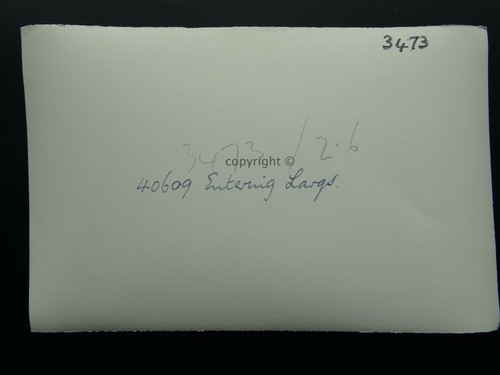 3473
3473 / 2.6
copyright ©
40609 Entering Largs.